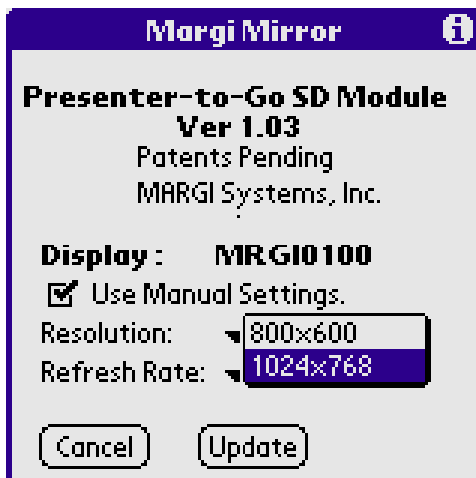 Margi Mirror
Presenter-to-Go SD Module
Ver 1.03
Patents Pending
MARGI Systems, Inc.
Display : MRGI0100
Use Manual Settings.
Resolution: 800x600
1024x768
Refresh Rate:
Cancel Update